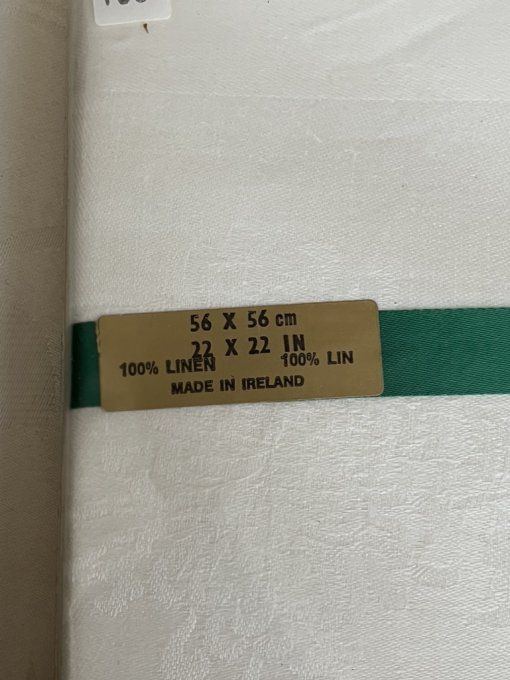 56 X 56 cm
22 X 22 IN
100% LINEN 100% LIN
MADE IN IRELAND